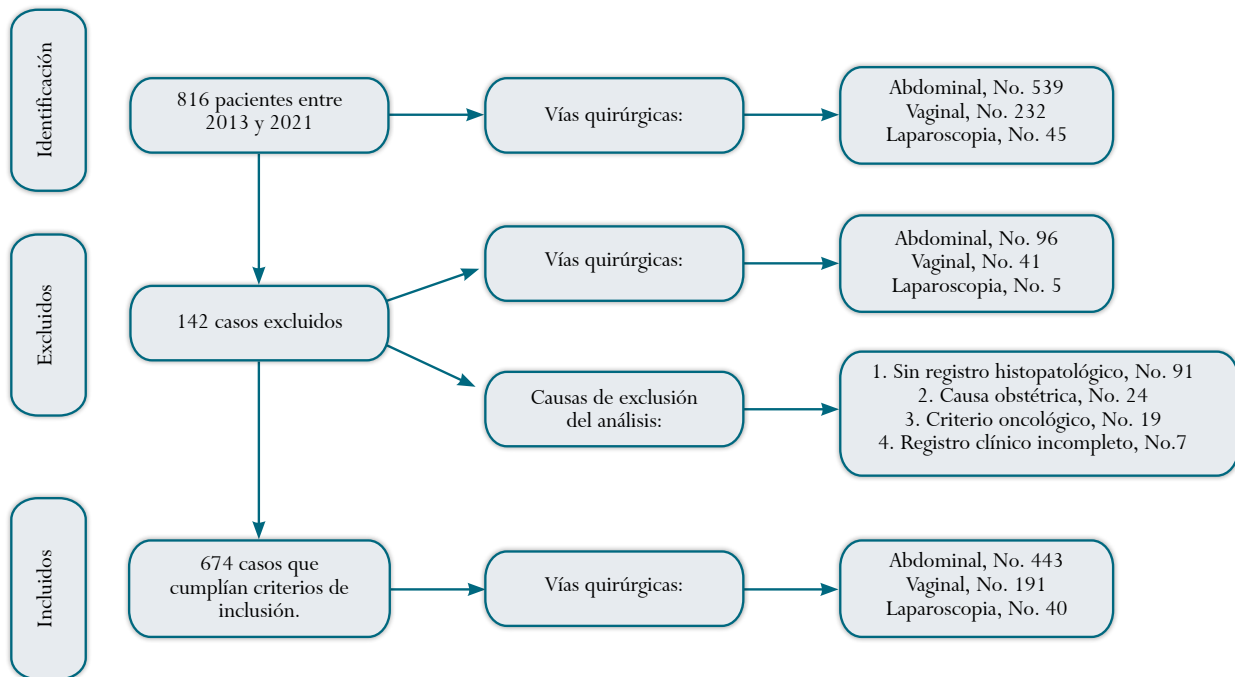 Identificación
816 pacientes entre
2013 y 2021
Vías quirúrgicas:
Abdominal, No. 539
Vaginal, No. 232
Laparoscopia, No. 45
Excluidos
142 casos excluidos
Vías quirúrgicas:
Abdominal, No. 96
Vaginal, No. 41
Laparoscopia, No. 5
Causas de exclusión
del análisis:
1. Sin registro histopatológico, No. 91
2. Causa obstétrica, No. 24
3. Criterio oncológico, No. 19
4. Registro clínico incompleto, No.7
Incluidos
674 casos que
cumplían criterios de
inclusión.
Vías quirúrgicas:
Abdominal, No. 443
Vaginal, No. 191
Laparoscopia, No. 40